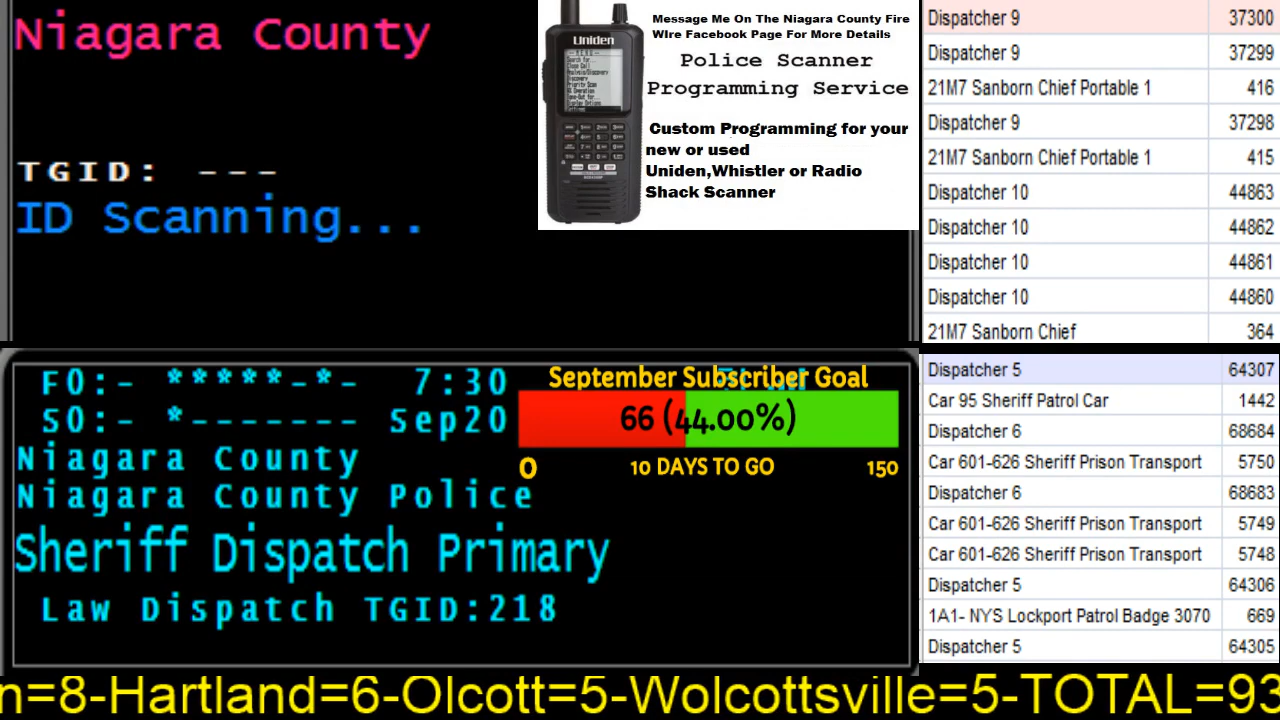 Niagara County
TGID: ---
ID Scanning...
Uniden
Message Me On The Niagara County Fire
WIre Facebook Page For More Details
Police Scanner
Programming Service
Custom Programming for your
new or used
Uniden,Whistler or Radio
Shack Scanner
Dispatcher 9 37300
Dispatcher 9 37299
21M7 Sanborn Chief Portable 1 416
Dispatcher 9 37298
21M7 Sanborn Chief Portable 1 415
Dispatcher 10 44863
Dispatcher 10 44862
Dispatcher 10 44861
Dispatcher 10 44860
21M7 Sanborn Chief 364
F0:- *****-*- 7:30
S0:- *------- Sep20
Niagara County
Niagara County Police
Sheriff Dispatch Primary
Law Dispatch TGID:218
September Subscriber Goal
66 (44.00%)
0 10 DAYS TO GO 150
Dispatcher 5 64307
Car 95 Sheriff Patrol Car 1442
Dispatcher 6 68684
Car 601-626 Sheriff Prison Transport 5750
Dispatcher 6 68683
Car 601-626 Sheriff Prison Transport 5749
Car 601-626 Sheriff Prison Transport 5748
Dispatcher 5 64306
1A1- NYS Lockport Patrol Badge 3070 669
Dispatcher 5 64305
n=8-Hartland=6-Olcott=5-Wolcottsville=5-TOTAL=93